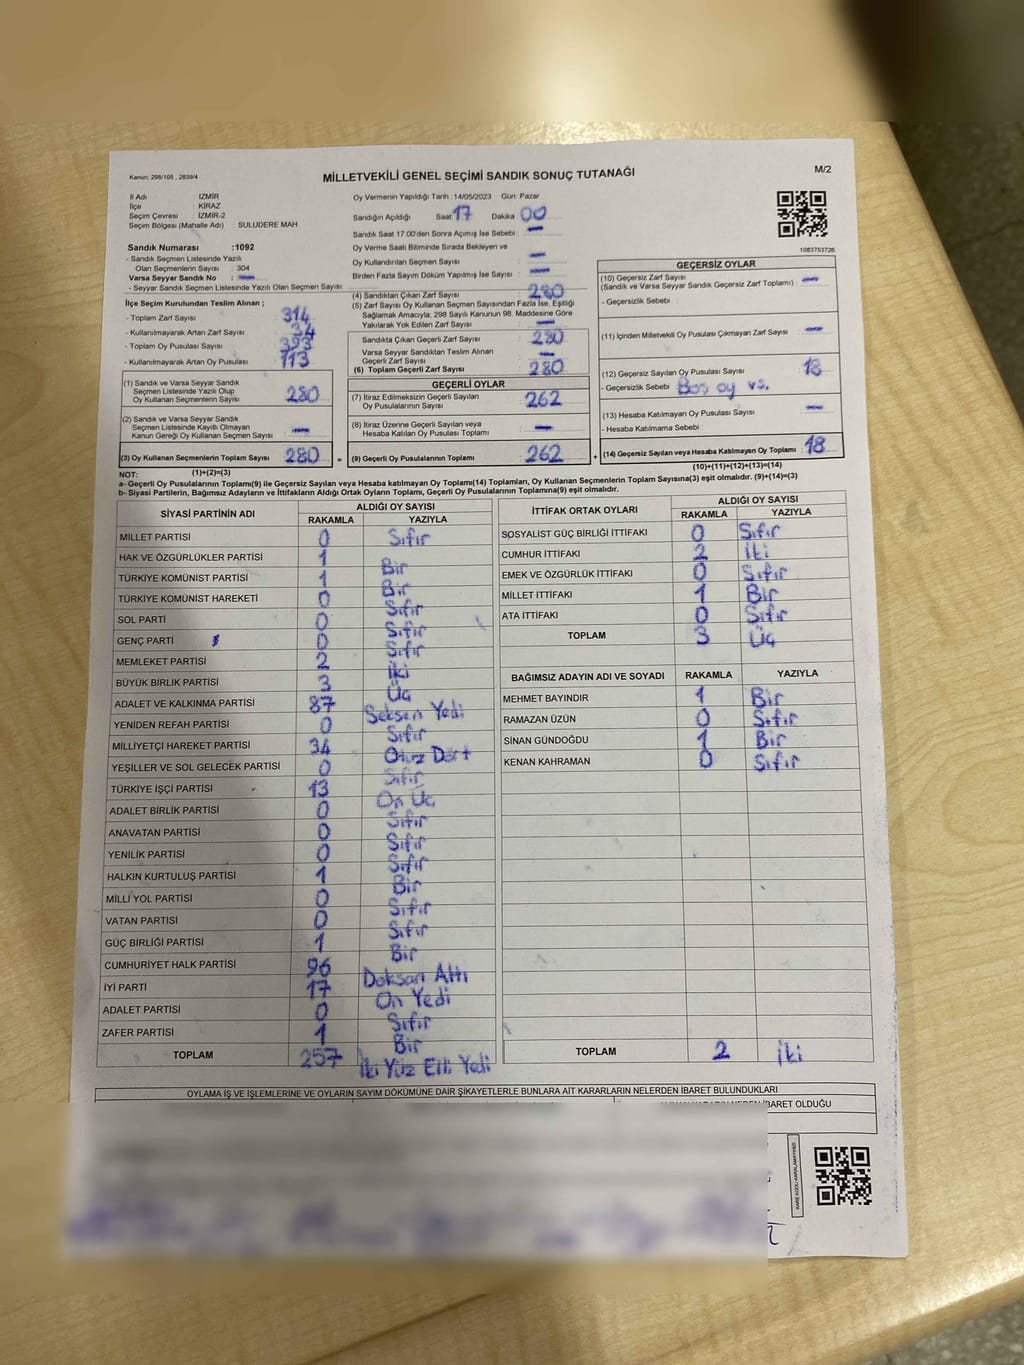 Kanun: 298/105 , 2839/4
MİLLETVEKİLİ GENEL SEÇİMİ SANDIK SONUÇ TUTANAĞI
M/2
İl Adı : İZMİR
İlçe : KİRAZ
Seçim Çevresi : İZMİR-2
Seçim Bölgesi (Mahalle Adı) : SULUDERE MAH
Sandık Numarası :1092
- Sandık Seçmen Listesinde Yazılı
Olan Seçmenlerin Sayısı : 304
Varsa Seyyar Sandık No : —
- Seyyar Sandık Seçmen Listesinde Yazılı Olan Seçmen Sayısı:
Oy Vermenin Yapıldığı Tarih :14/05/2023 Gün Pazar
Sandığın Açıldığı Saat 17 Dakika 00
Sandık Saat 17.00'den Sonra Açılmış İse Sebebi : —
Oy Verme Saati Bitiminde Sırada Bekleyen ve
Oy Kullandırılan Seçmen Sayısı : —
Birden Fazla Sayım Döküm Yapılmış İse Sayısı : —
1083753726
İlçe Seçim Kurulundan Teslim Alınan ;
- Toplam Zarf Sayısı : 314
- Kullanılmayarak Artan Zarf Sayısı : 34
- Toplam Oy Pusulası Sayısı : 393
- Kullanılmayarak Artan Oy Pusulası : 113
(1) Sandık ve Varsa Seyyar Sandık
Seçmen Listesinde Yazılı Olup
Oy Kullanan Seçmenlerin Sayısı : 280
(2) Sandık ve Varsa Seyyar Sandık
Seçmen Listesinde Kayıtlı Olmayan
Kanun Gereği Oy Kullanan Seçmen Sayısı : —
(3) Oy Kullanan Seçmenlerin Toplam Sayısı : 280 =
(1)+(2)=(3)
(4) Sandıktan Çıkan Zarf Sayısı : 280
(5) Zarf Sayısı Oy Kullanan Seçmen Sayısından Fazla İse, Eşitliği
Sağlamak Amacıyla; 298 Sayılı Kanunun 98. Maddesine Göre
Yakılarak Yok Edilen Zarf Sayısı : —
Sandıkta Çıkan Geçerli Zarf Sayısı : 280
Varsa Seyyar Sandıktan Teslim Alınan
Geçerli Zarf Sayısı : —
(6) Toplam Geçerli Zarf Sayısı : 280
GEÇERLİ OYLAR
(7) İtiraz Edilmeksizin Geçerli Sayılan
Oy Pusulalarının Sayısı : 262
(8) İtiraz Üzerine Geçerli Sayılan veya
Hesaba Katılan Oy Pusulası Toplamı : —
(9) Geçerli Oy Pusulalarının Toplamı : 262 +
GEÇERSİZ OYLAR
(10) Geçersiz Zarf Sayısı
(Sandık ve Varsa Seyyar Sandık Geçersiz Zarf Toplamı) : —
- Geçersizlik Sebebi :
(11) İçinden Milletvekili Oy Pusulası Çıkmayan Zarf Sayısı : —
(12) Geçersiz Sayılan Oy Pusulası Sayısı : 18
- Geçersizlik Sebebi : Boş oy vs.
(13) Hesaba Katılmayan Oy Pusulası Sayısı : —
- Hesaba Katılmama Sebebi :
(14) Geçersiz Sayılan veya Hesaba Katılmayan Oy Toplamı : 18
(10)+(11)+(12)+(13)=(14)
NOT:
a- Geçerli Oy Pusulalarının Toplamı(9) ile Geçersiz Sayılan veya Hesaba katılmayan Oy Toplamı(14) Toplamları, Oy Kullanan Seçmenlerin Toplam Sayısına(3) eşit olmalıdır. (9)+(14)=(3)
b- Siyasi Partilerin, Bağımsız Adayların ve İttifakların Aldığı Ortak Oyların Toplamı, Geçerli Oy Pusulalarının Toplamına(9) eşit olmalıdır.
SİYASİ PARTİNİN ADI
ALDIĞI OY SAYISI
RAKAMLA YAZIYLA
MİLLET PARTİSİ 0 Sıfır
HAK VE ÖZGÜRLÜKLER PARTİSİ 1 Bir
TÜRKİYE KOMÜNİST PARTİSİ 1 Bir
TÜRKİYE KOMÜNİST HAREKETİ 0 Sıfır
SOL PARTİ 0 Sıfır
GENÇ PARTİ 0 Sıfır
MEMLEKET PARTİSİ 2 İki
BÜYÜK BİRLİK PARTİSİ 3 Üç
ADALET VE KALKINMA PARTİSİ 87 Seksen Yedi
YENİDEN REFAH PARTİSİ 0 Sıfır
MİLLİYETÇİ HAREKET PARTİSİ 34 Otuz Dört
YEŞİLLER VE SOL GELECEK PARTİSİ 0 Sıfır
TÜRKİYE İŞÇİ PARTİSİ 13 On Üç
ADALET BİRLİK PARTİSİ 0 Sıfır
ANAVATAN PARTİSİ 0 Sıfır
YENİLİK PARTİSİ 0 Sıfır
HALKIN KURTULUŞ PARTİSİ 1 Bir
MİLLİ YOL PARTİSİ 0 Sıfır
VATAN PARTİSİ 0 Sıfır
GÜÇ BİRLİĞİ PARTİSİ 1 Bir
CUMHURİYET HALK PARTİSİ 96 Doksan Altı
İYİ PARTİ 17 On Yedi
ADALET PARTİSİ 0 Sıfır
ZAFER PARTİSİ 1 Bir
TOPLAM 257 İki Yüz Elli Yedi
İTTİFAK ORTAK OYLARI
ALDIĞI OY SAYISI
RAKAMLA YAZIYLA
SOSYALİST GÜÇ BİRLİĞİ İTTİFAKI 0 Sıfır
CUMHUR İTTİFAKI 2 İki
EMEK VE ÖZGÜRLÜK İTTİFAKI 0 Sıfır
MİLLET İTTİFAKI 1 Bir
ATA İTTİFAKI 0 Sıfır
TOPLAM 3 Üç
BAĞIMSIZ ADAYIN ADI VE SOYADI RAKAMLA YAZIYLA
MEHMET BAYINDIR 1 Bir
RAMAZAN ÜZÜN 0 Sıfır
SİNAN GÜNDOĞDU 1 Bir
KENAN KAHRAMAN 0 Sıfır
TOPLAM 2 İki
OYLAMA İŞ VE İŞLEMLERİNE VE OYLARIN SAYIM DÖKÜMÜNE DAİR ŞİKAYETLERLE BUNLARA AİT KARARLARIN NELERDEN İBARET BULUNDUKLARI
İBARET OLDUĞU